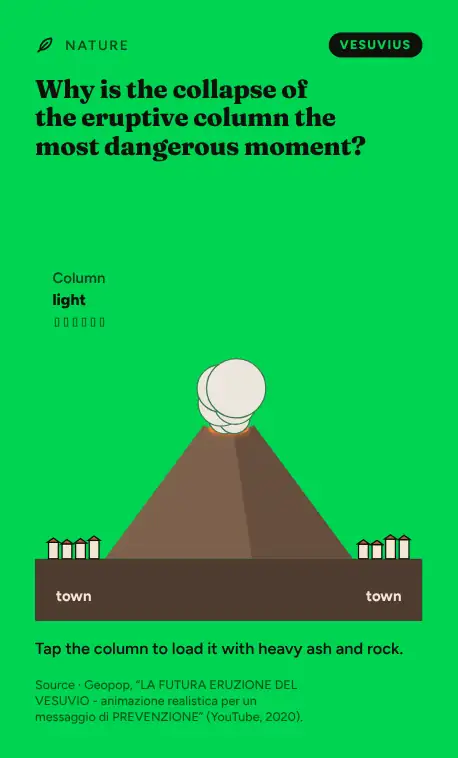 NATURE
VESUVIUS
Why is the collapse of
the eruptive column the
most dangerous moment?
Column
light
▯▯▯▯▯▯
town
town
Tap the column to load it with heavy ash and rock.
Source · Geopop, “LA FUTURA ERUZIONE DEL
VESUVIO - animazione realistica per un
messaggio di PREVENZIONE” (YouTube, 2020).